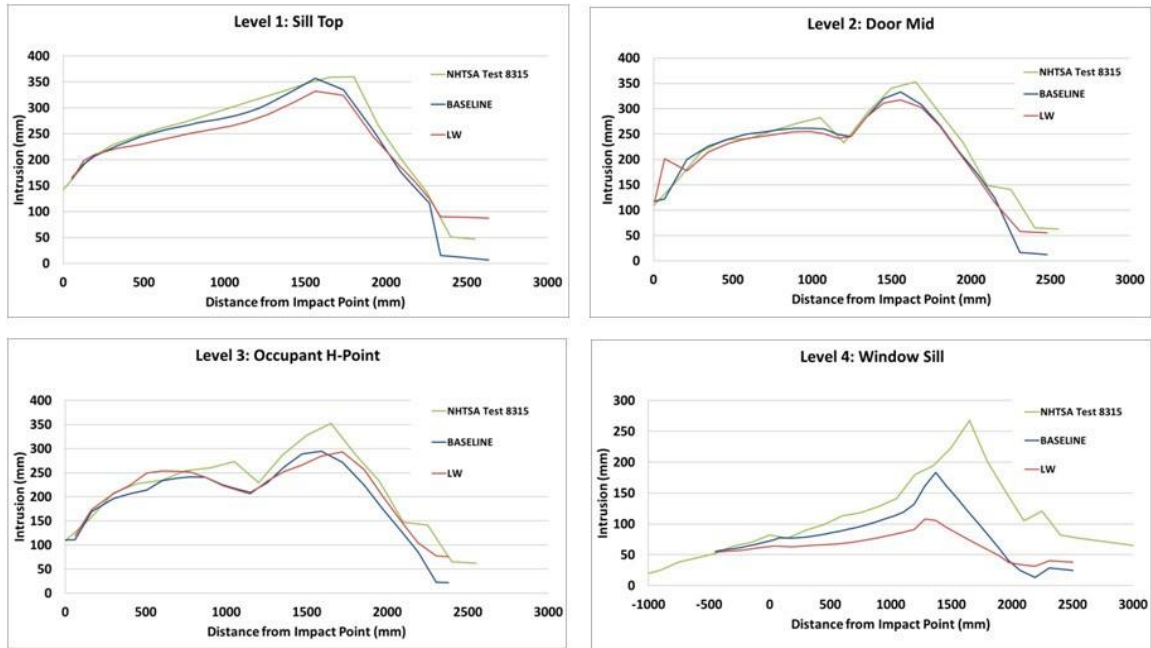 Level 1: Sill Top
400
350
300
250
200
150
100
50
0
Intrusion (mm)
NHTSA Test 8315
BASELINE
LW
0 500 1000 1500 2000 2500 3000
Distance from Impact Point (mm)
Level 2: Door Mid
400
350
300
250
200
150
100
50
0
Intrusion (mm)
NHTSA Test 8315
BASELINE
LW
0 500 1000 1500 2000 2500 3000
Distance from Impact Point (mm)
Level 3: Occupant H-Point
400
350
300
250
200
150
100
50
0
Intrusion (mm)
NHTSA Test 8315
BASELINE
LW
0 500 1000 1500 2000 2500 3000
Distance from Impact Point (mm)
Level 4: Window Sill
300
250
200
150
100
50
0
Intrusion (mm)
NHTSA Test 8315
BASELINE
LW
-1000 -500 0 500 1000 1500 2000 2500 3000
Distance from Impact Point (mm)